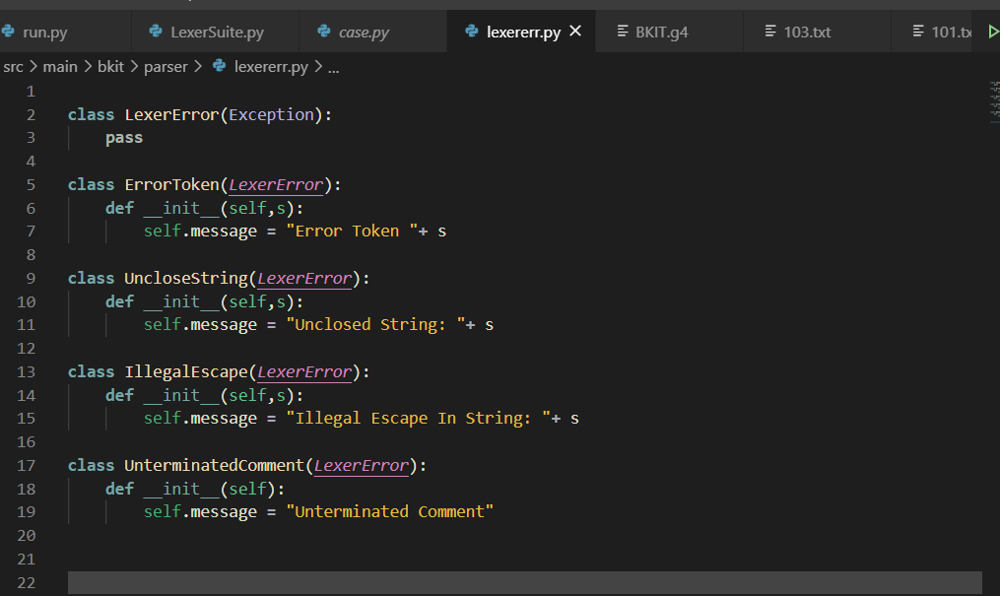 run.py LexerSuite.py case.py lexererr.py BKIT.g4 103.txt 101.tx
src > main > bkit > parser > lexererr.py > ...
1
2 class LexerError(Exception):
3 pass
4
5 class ErrorToken(LexerError):
6 def __init__(self,s):
7 self.message = "Error Token "+ s
8
9 class UncloseString(LexerError):
10 def __init__(self,s):
11 self.message = "Unclosed String: "+ s
12
13 class IllegalEscape(LexerError):
14 def __init__(self,s):
15 self.message = "Illegal Escape In String: "+ s
16
17 class UnterminatedComment(LexerError):
18 def __init__(self):
19 self.message = "Unterminated Comment"
20
21
22